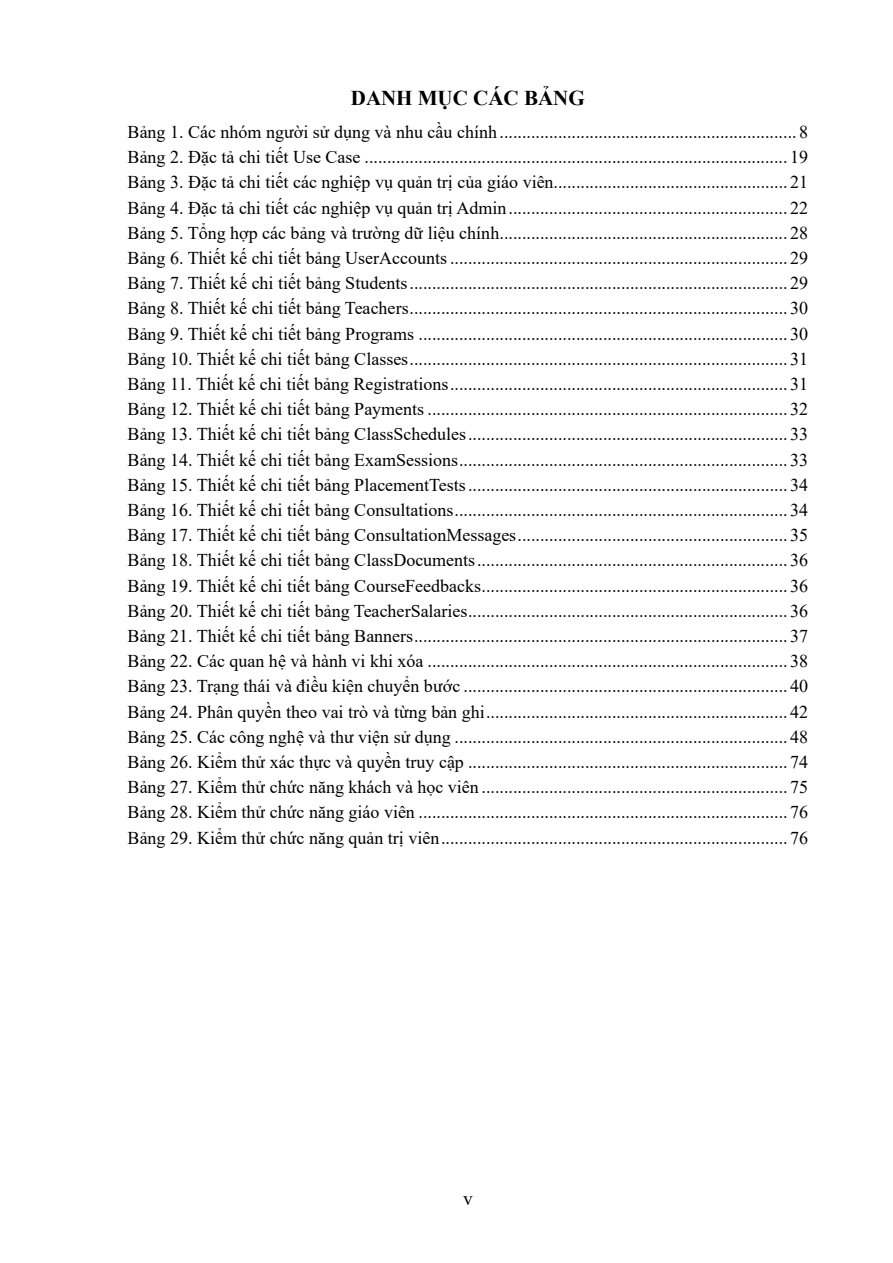 DANH MỤC CÁC BẢNG
Bảng 1. Các nhóm người sử dụng và nhu cầu chính.................................................................. 8
Bảng 2. Đặc tả chi tiết Use Case .............................................................................................. 19
Bảng 3. Đặc tả chi tiết các nghiệp vụ quản trị của giáo viên.................................................... 21
Bảng 4. Đặc tả chi tiết các nghiệp vụ quản trị Admin.............................................................. 22
Bảng 5. Tổng hợp các bảng và trường dữ liệu chính................................................................ 28
Bảng 6. Thiết kế chi tiết bảng UserAccounts ........................................................................... 29
Bảng 7. Thiết kế chi tiết bảng Students.................................................................................... 29
Bảng 8. Thiết kế chi tiết bảng Teachers.................................................................................... 30
Bảng 9. Thiết kế chi tiết bảng Programs .................................................................................. 30
Bảng 10. Thiết kế chi tiết bảng Classes.................................................................................... 31
Bảng 11. Thiết kế chi tiết bảng Registrations........................................................................... 31
Bảng 12. Thiết kế chi tiết bảng Payments ................................................................................ 32
Bảng 13. Thiết kế chi tiết bảng ClassSchedules....................................................................... 33
Bảng 14. Thiết kế chi tiết bảng ExamSessions......................................................................... 33
Bảng 15. Thiết kế chi tiết bảng PlacementTests....................................................................... 34
Bảng 16. Thiết kế chi tiết bảng Consultations.......................................................................... 34
Bảng 17. Thiết kế chi tiết bảng ConsultationMessages............................................................ 35
Bảng 18. Thiết kế chi tiết bảng ClassDocuments..................................................................... 36
Bảng 19. Thiết kế chi tiết bảng CourseFeedbacks.................................................................... 36
Bảng 20. Thiết kế chi tiết bảng TeacherSalaries....................................................................... 36
Bảng 21. Thiết kế chi tiết bảng Banners................................................................................... 37
Bảng 22. Các quan hệ và hành vi khi xóa ................................................................................ 38
Bảng 23. Trạng thái và điều kiện chuyển bước ........................................................................ 40
Bảng 24. Phân quyền theo vai trò và từng bản ghi................................................................... 42
Bảng 25. Các công nghệ và thư viện sử dụng .......................................................................... 48
Bảng 26. Kiểm thử xác thực và quyền truy cập ....................................................................... 74
Bảng 27. Kiểm thử chức năng khách và học viên .................................................................... 75
Bảng 28. Kiểm thử chức năng giáo viên .................................................................................. 76
Bảng 29. Kiểm thử chức năng quản trị viên............................................................................. 76
v